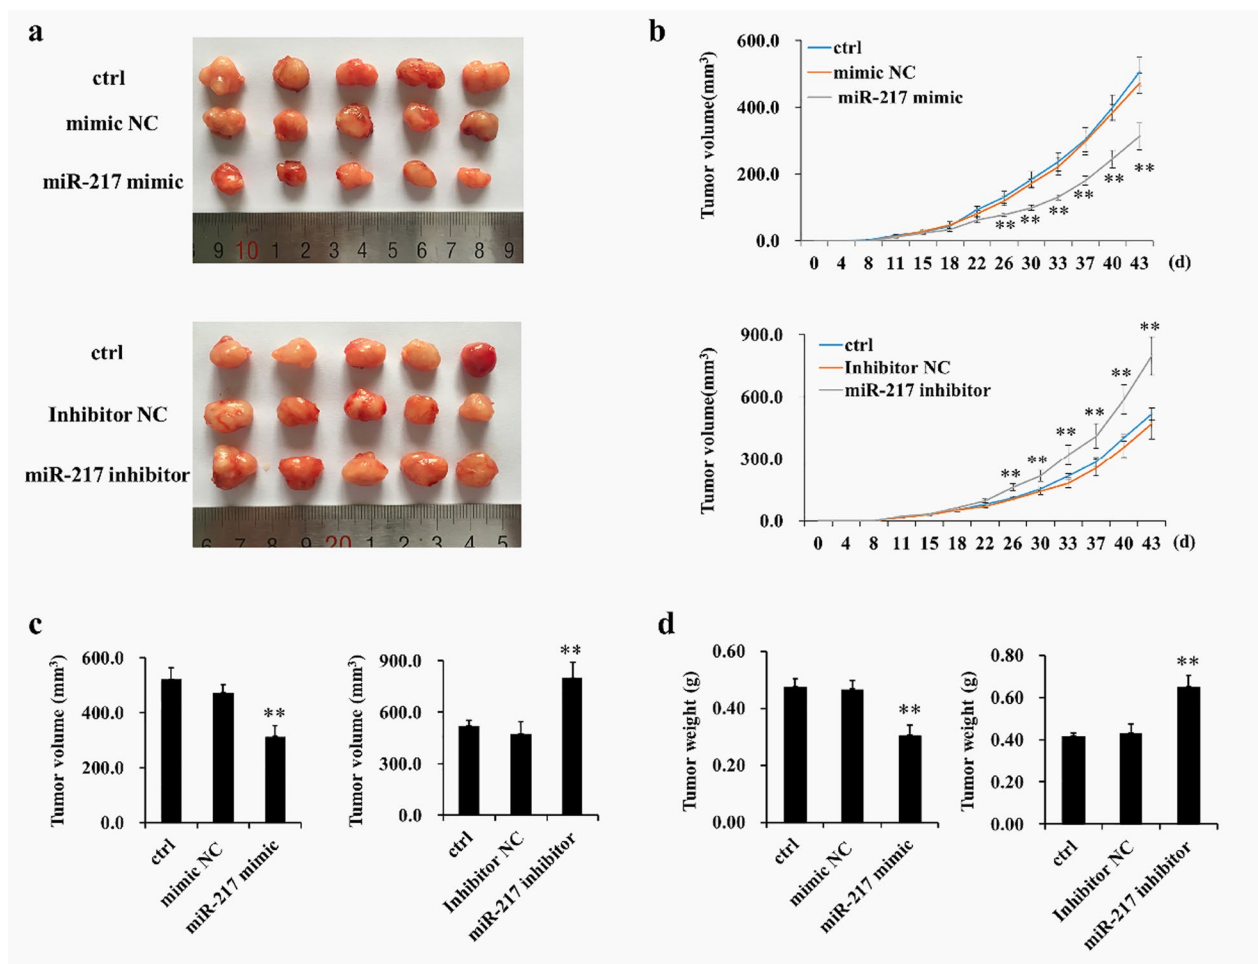 a
ctrl
mimic NC
miR-217 mimic
9 10 1 2 3 4 5 6 7 8 9
ctrl
Inhibitor NC
miR-217 inhibitor
6 7 8 9 20 1 2 3 4 5
b
ctrl
mimic NC
miR-217 mimic
Tumor volume(mm³)
600.0
400.0
200.0
0.0
** ** ** ** ** **
0 4 8 11 15 18 22 26 30 33 37 40 43 (d)
ctrl
Inhibitor NC
miR-217 inhibitor
Tumor volume(mm³)
900.0
600.0
300.0
0.0
** ** ** ** ** **
0 4 8 11 15 18 22 26 30 33 37 40 43 (d)
c
Tumor volume (mm³)
600.0
400.0
200.0
0.0
**
ctrl
mimic NC
miR-217 mimic
Tumor volume (mm³)
900.0
600.0
300.0
0.0
**
ctrl
Inhibitor NC
miR-217 inhibitor
d
Tumor weight (g)
0.60
0.40
0.20
0.00
**
ctrl
mimic NC
miR-217 mimic
Tumor weight (g)
0.80
0.60
0.40
0.20
0.00
**
ctrl
Inhibitor NC
miR-217 inhibitor